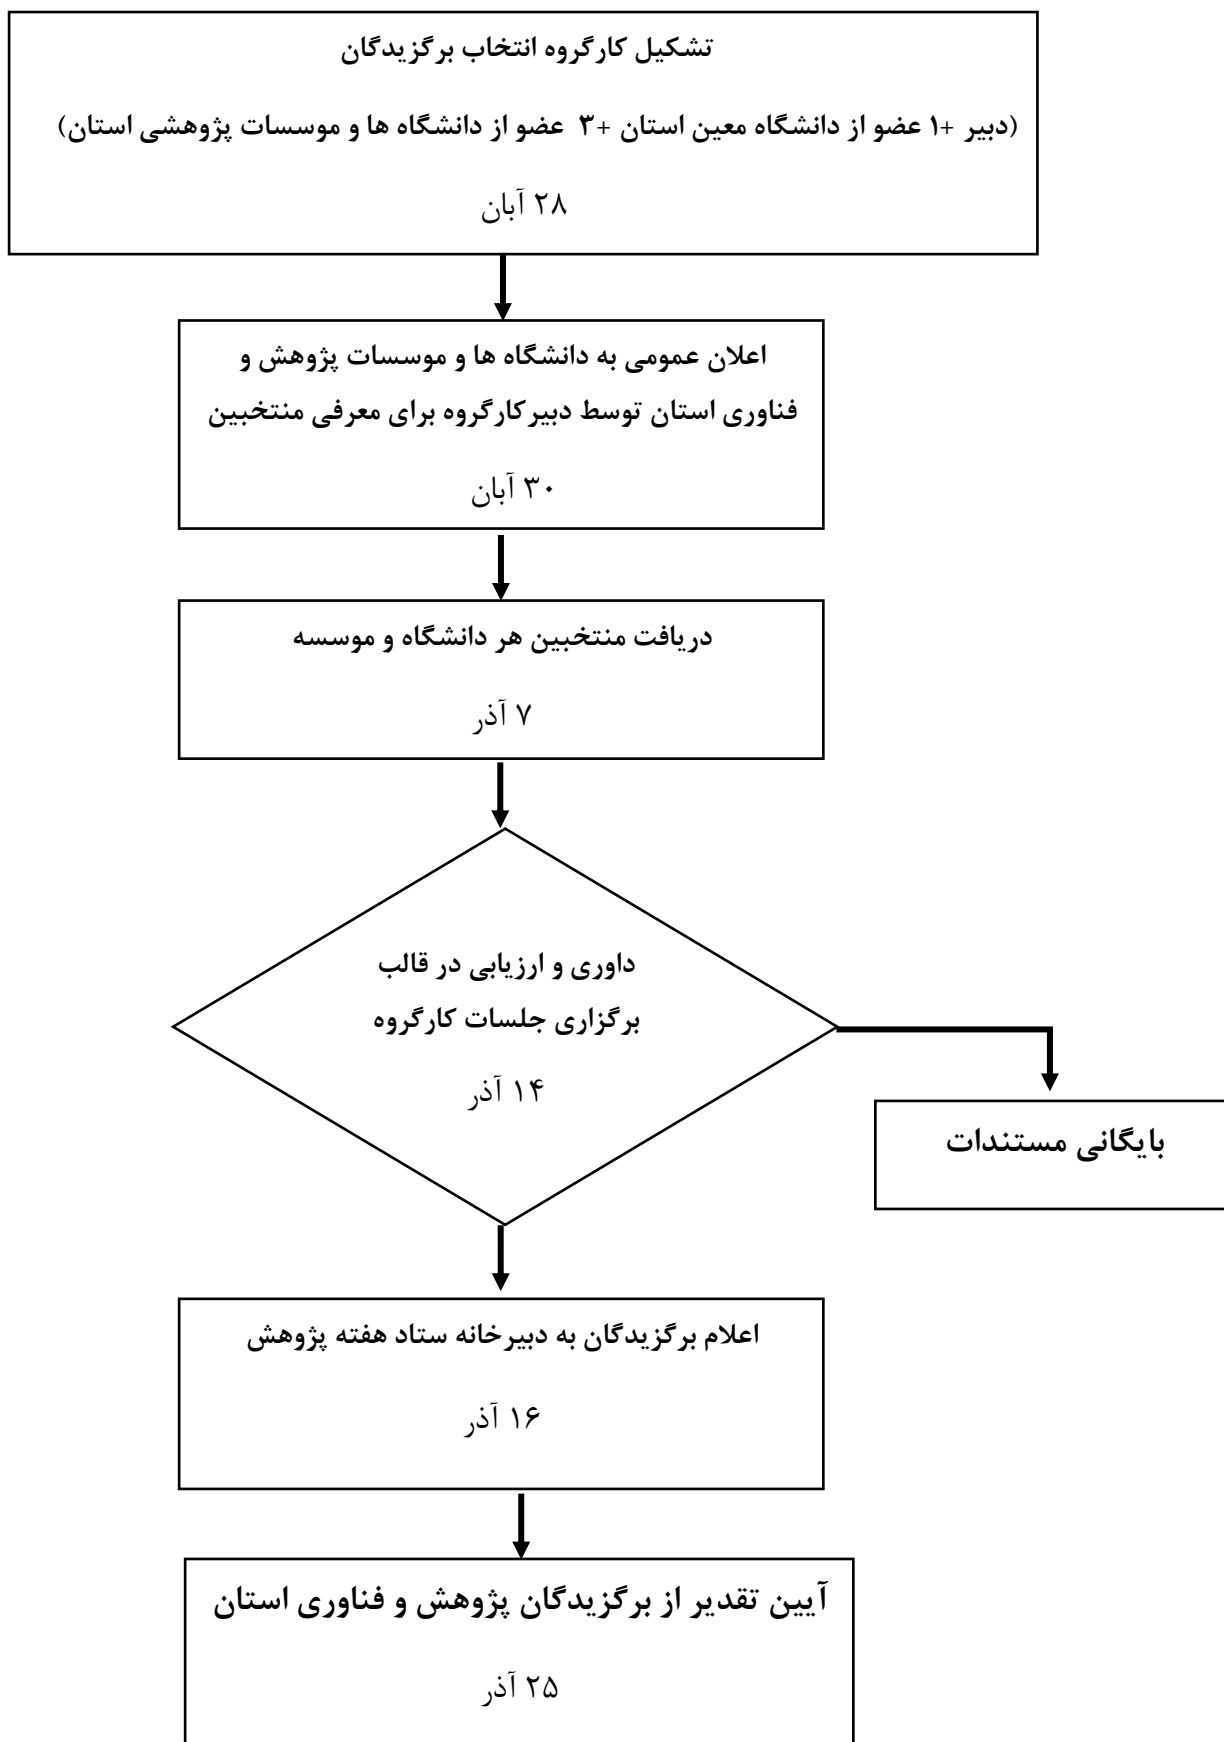 تشکیل کارگروه انتخاب برگزیدگان
(دبیر +۱ عضو از دانشگاه معین استان +۳ عضو از دانشگاه ها و موسسات پژوهشی استان)
۲۸ آبان
اعلان عمومی به دانشگاه ها و موسسات پژوهش و
فناوری استان توسط دبیرکارگروه برای معرفی منتخبین
۳۰ آبان
دریافت منتخبین هر دانشگاه و موسسه
۷ آذر
داوری و ارزیابی در قالب
برگزاری جلسات کارگروه
۱۴ آذر
بایگانی مستندات
اعلام برگزیدگان به دبیرخانه ستاد هفته پژوهش
۱۶ آذر
آیین تقدیر از برگزیدگان پژوهش و فناوری استان
۲۵ آذر